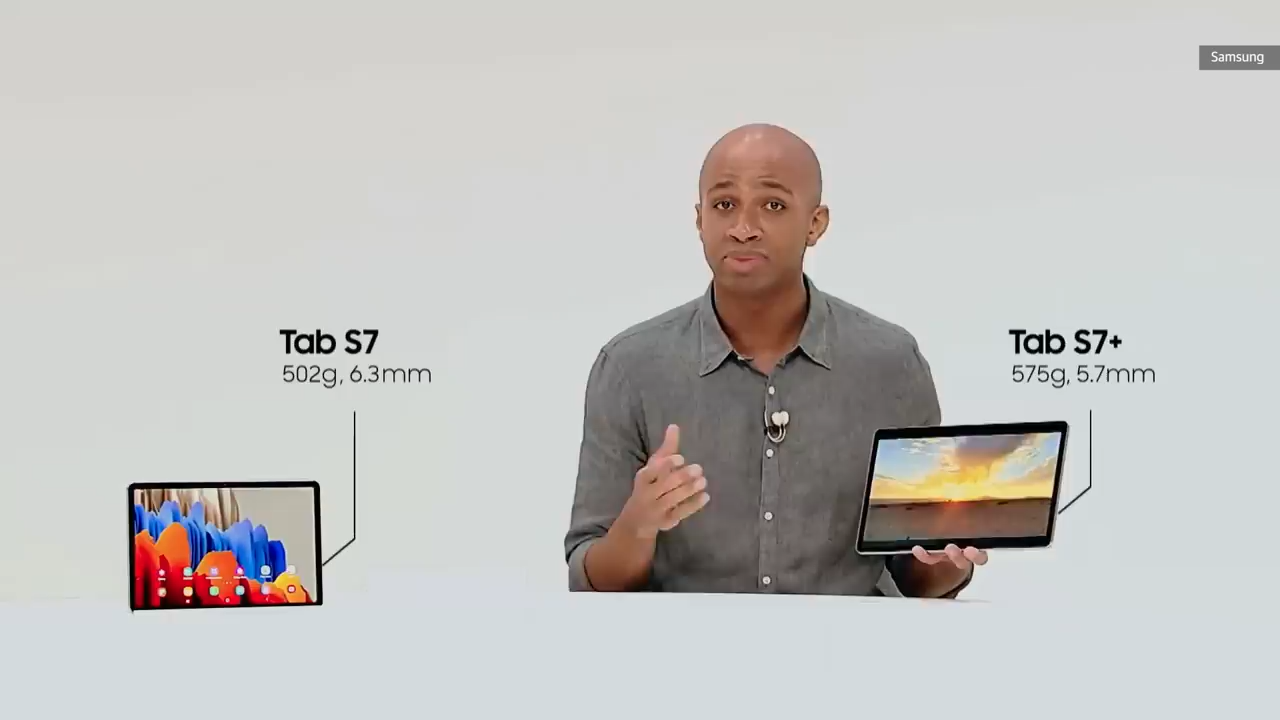 Samsung
Tab S7
502g, 6.3mm
Tab S7+
575g, 5.7mm